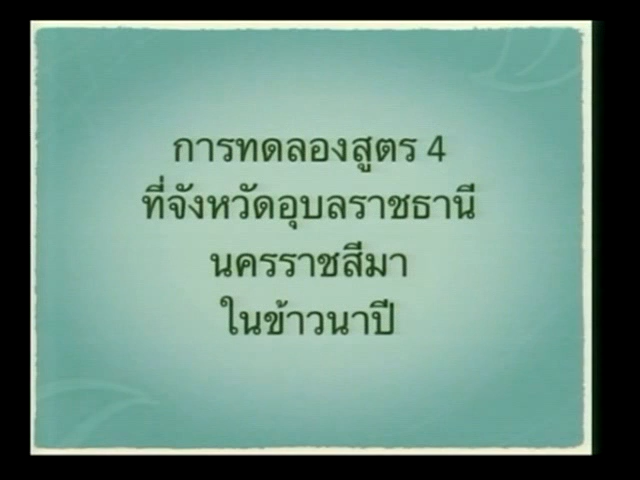 การทดลองสูตร 4
ที่จังหวัดอุบลราชธานี
นครราชสีมา
ในข้าวนาปี